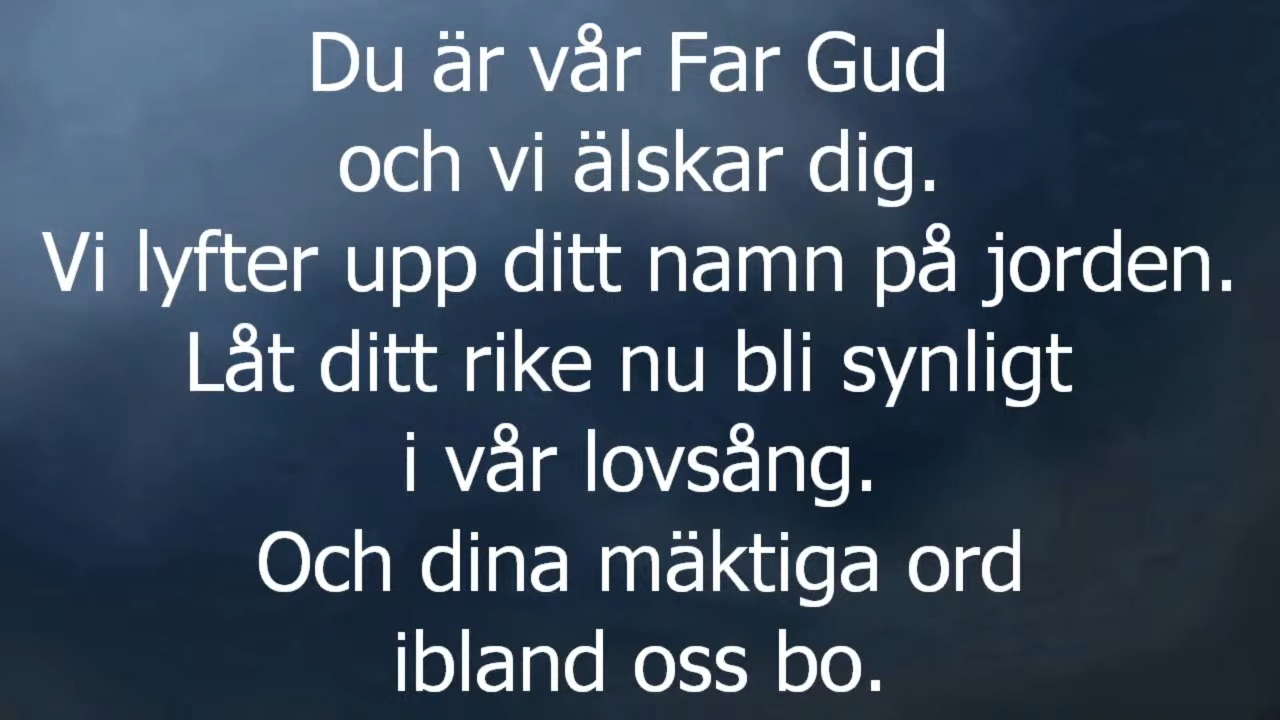 Du är vår Far Gud
och vi älskar dig.
Vi lyfter upp ditt namn på jorden.
Låt ditt rike nu bli synligt
i vår lovsång.
Och dina mäktiga ord
ibland oss bo.